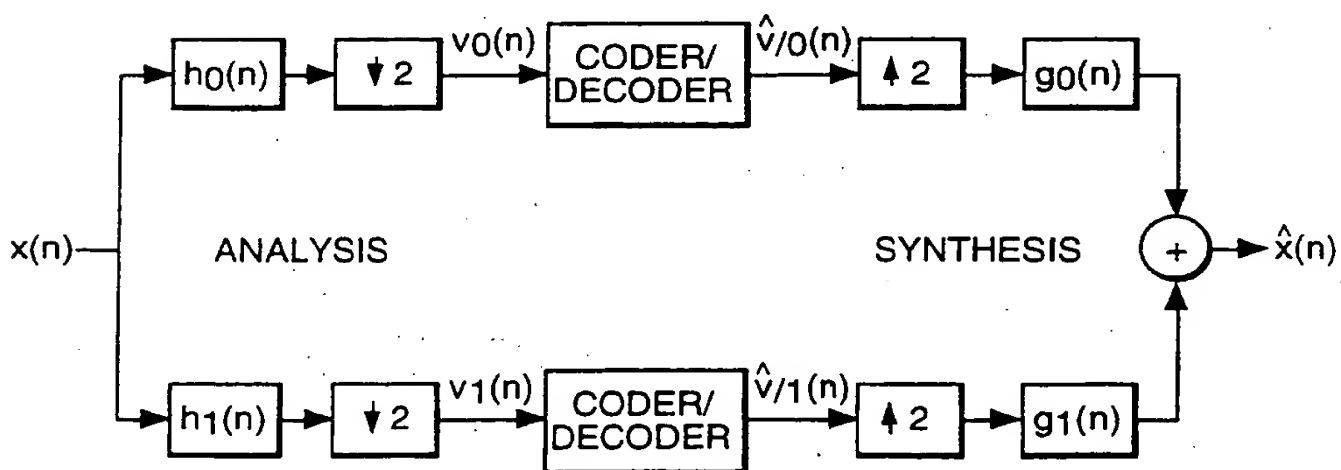 h0(n)
↓ 2
v0(n)
CODER/
DECODER
v̂/0(n)
↑ 2
g0(n)
x(n)
ANALYSIS
SYNTHESIS
+
x̂(n)
h1(n)
↓ 2
v1(n)
CODER/
DECODER
v̂/1(n)
↑ 2
g1(n)